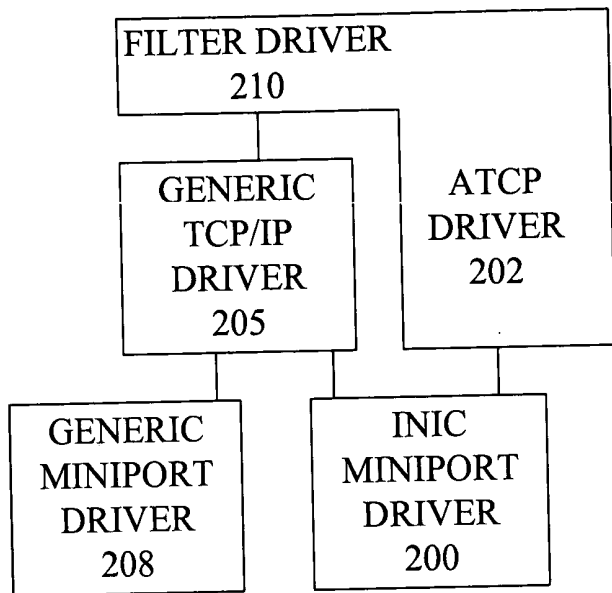 FILTER DRIVER
210
GENERIC
TCP/IP
DRIVER
205
ATCP
DRIVER
202
GENERIC
MINIPORT
DRIVER
208
INIC
MINIPORT
DRIVER
200